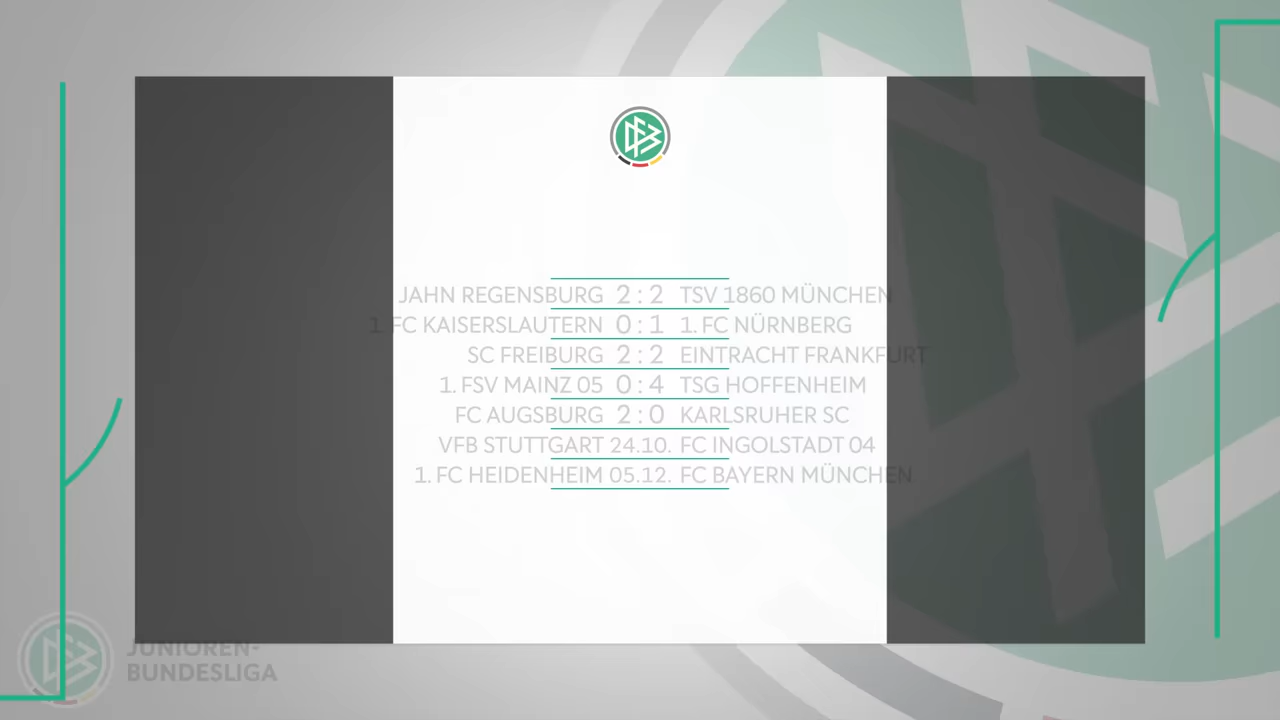 DFB
JAHN REGENSBURG 2 : 2 TSV 1860 MÜNCHEN
1. FC KAISERSLAUTERN 0 : 1 1. FC NÜRNBERG
SC FREIBURG 2 : 2 EINTRACHT FRANKFURT
1. FSV MAINZ 05 0 : 4 TSG HOFFENHEIM
FC AUGSBURG 2 : 0 KARLSRUHER SC
VFB STUTTGART 24.10. FC INGOLSTADT 04
1. FC HEIDENHEIM 05.12. FC BAYERN MÜNCHEN
DFB
JUNIOREN-
BUNDESLIGA